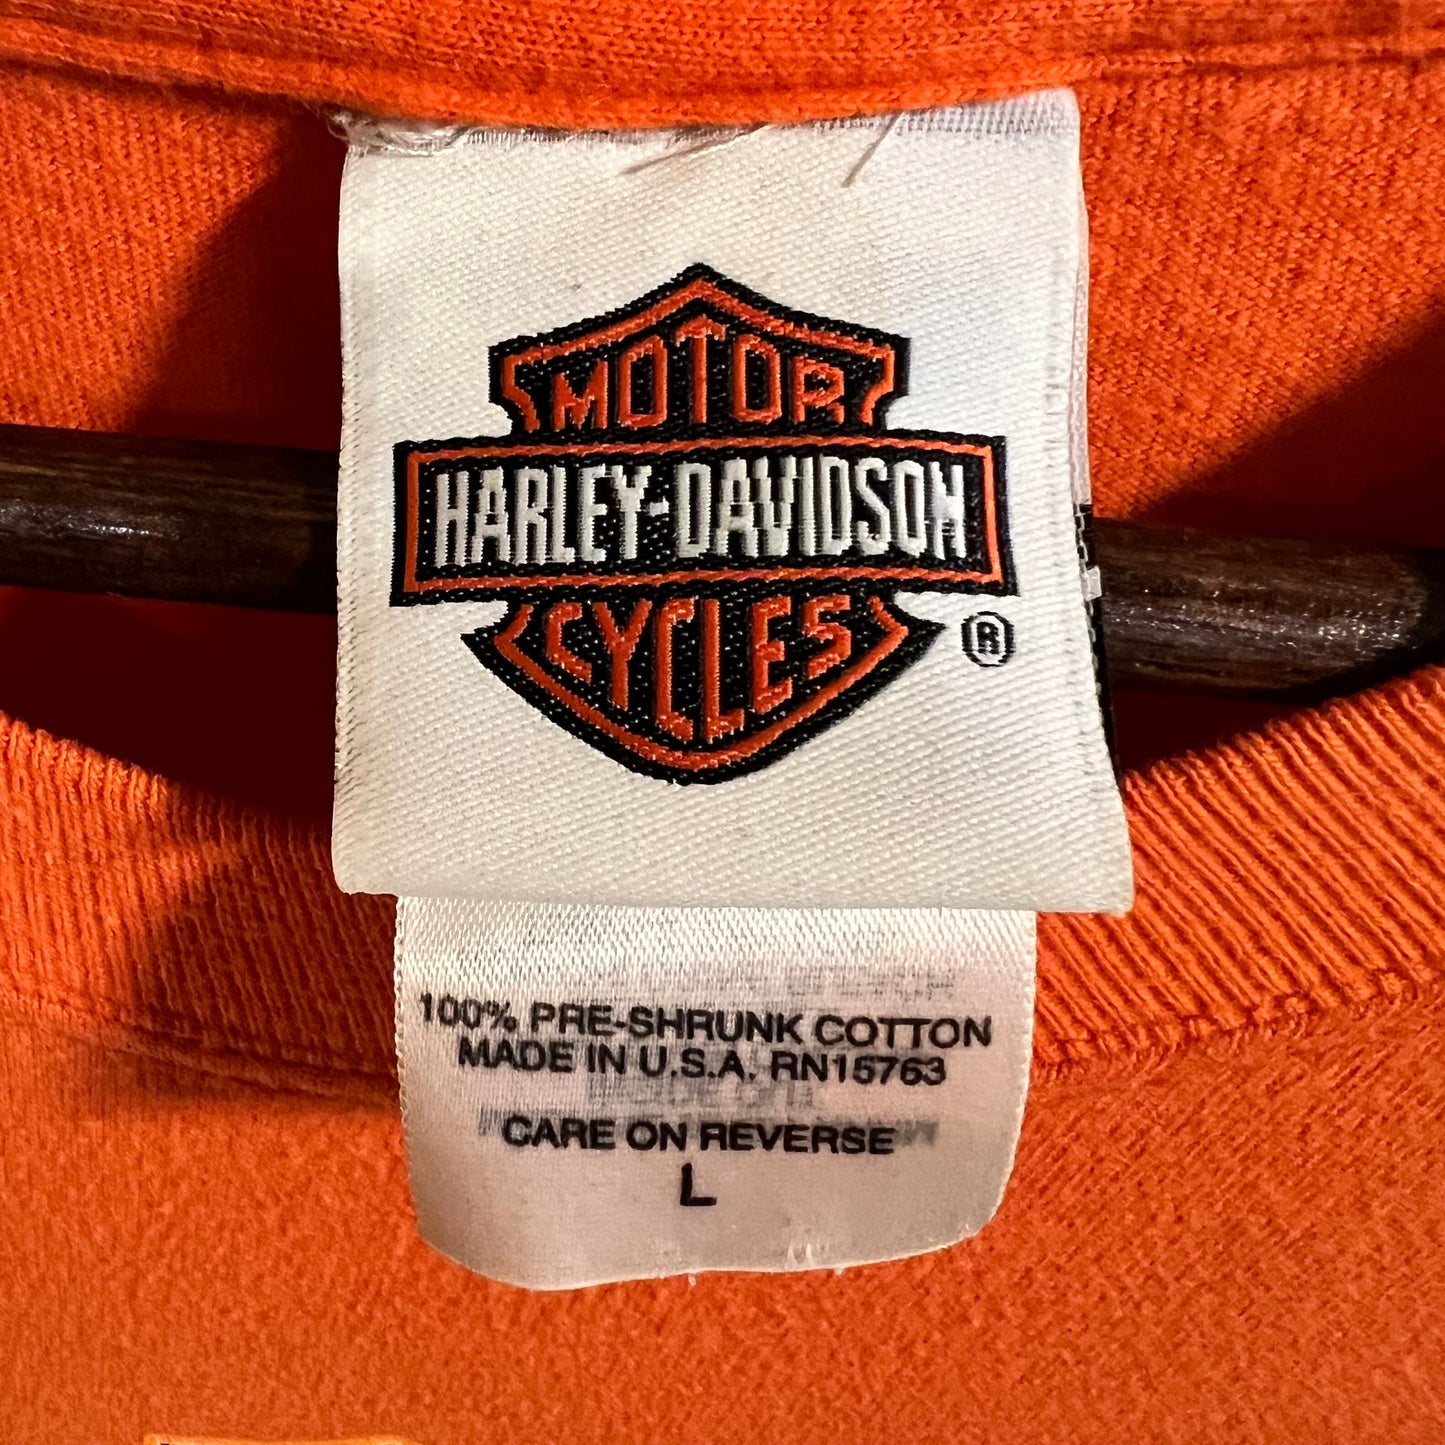 MOTOR
HARLEY-DAVIDSON
CYCLES
®
100% PRE-SHRUNK COTTON
MADE IN U.S.A. RN15763
CARE ON REVERSE
L